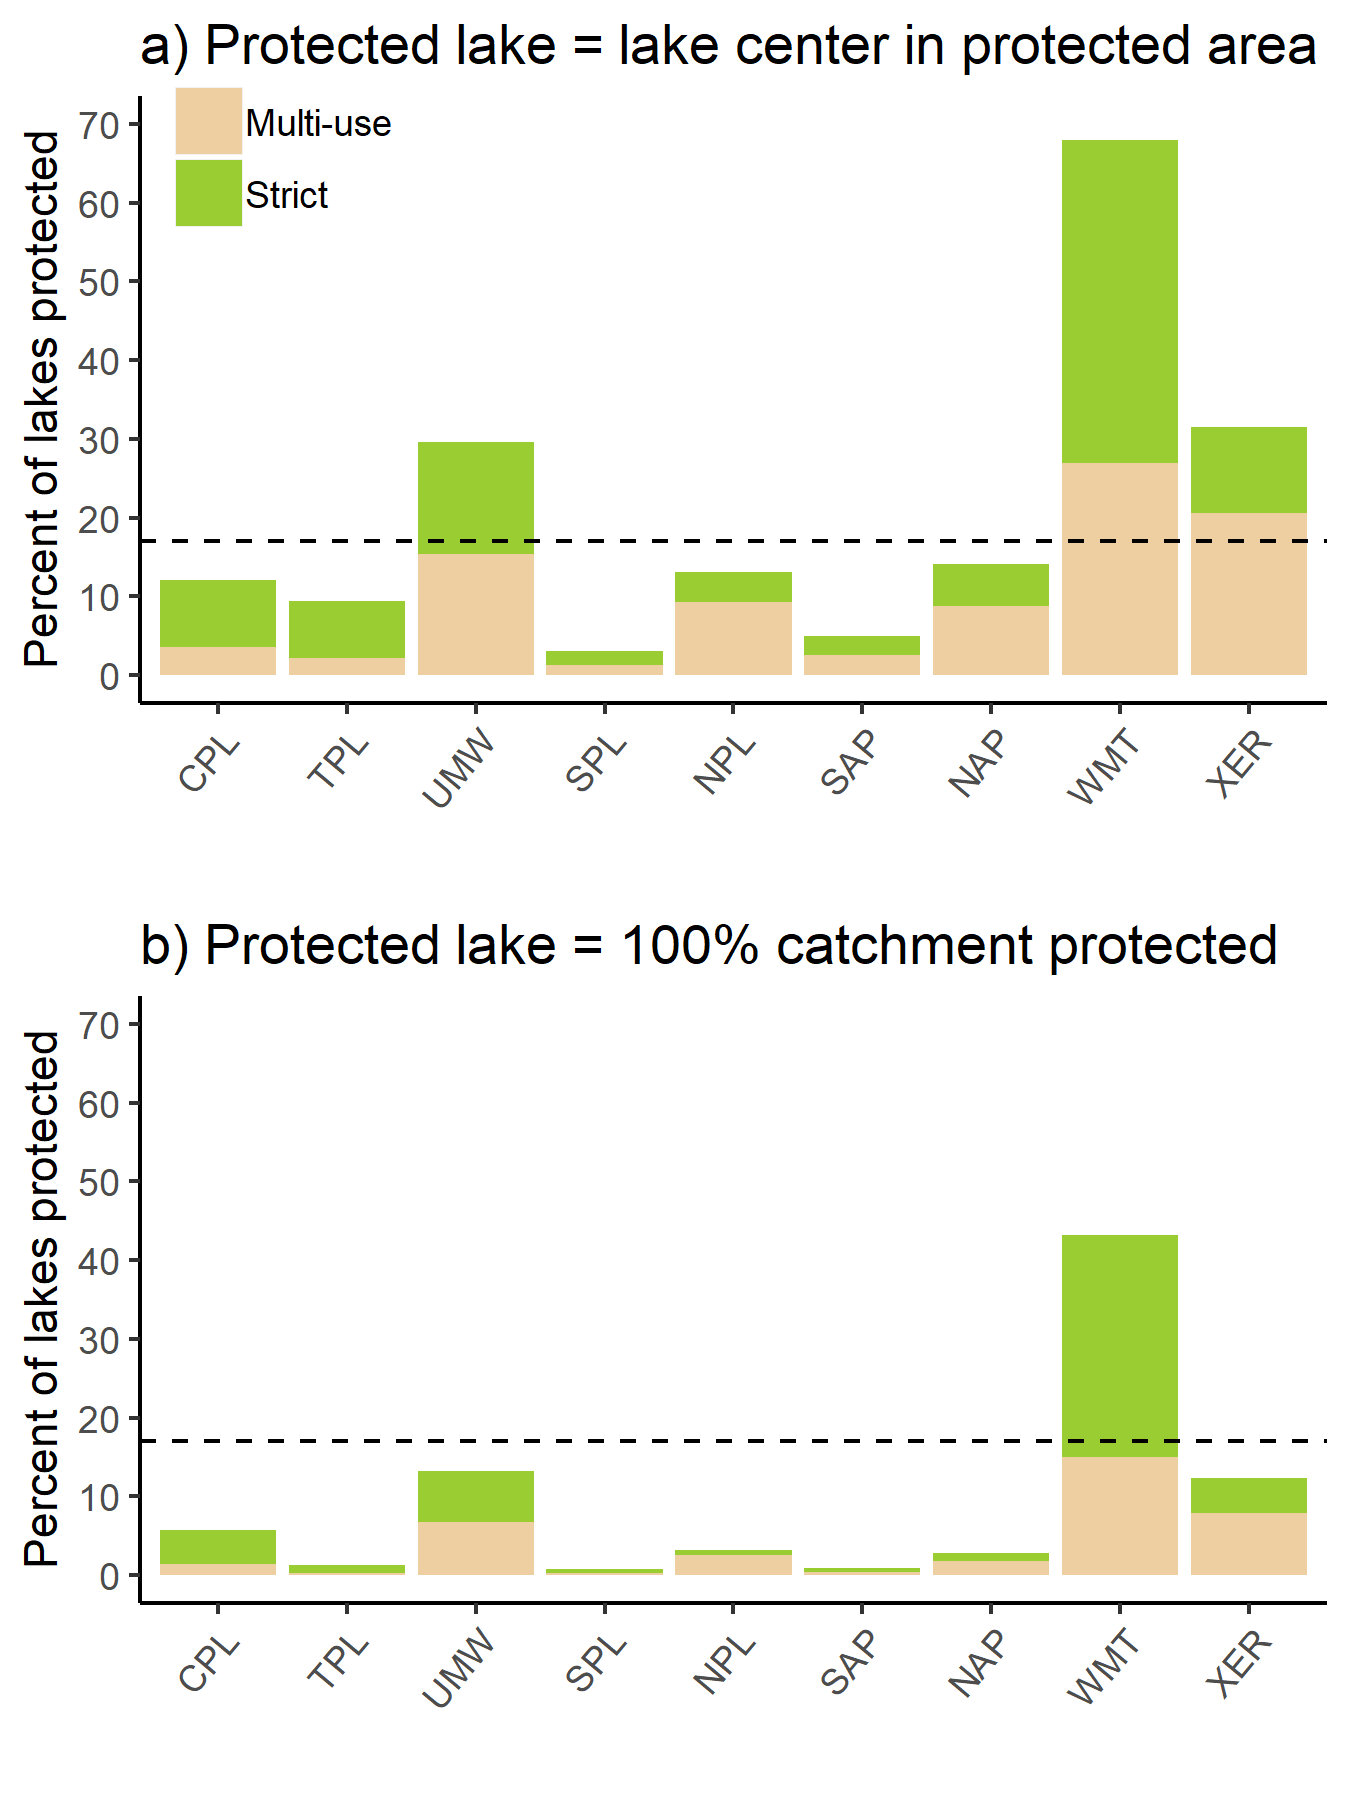 a) Protected lake = lake center in protected area
Multi-use
Strict
Percent of lakes protected
70
60
50
40
30
20
10
0
CPL TPL UMW SPL NPL SAP NAP WMT XER
b) Protected lake = 100% catchment protected
Percent of lakes protected
70
60
50
40
30
20
10
0
CPL TPL UMW SPL NPL SAP NAP WMT XER